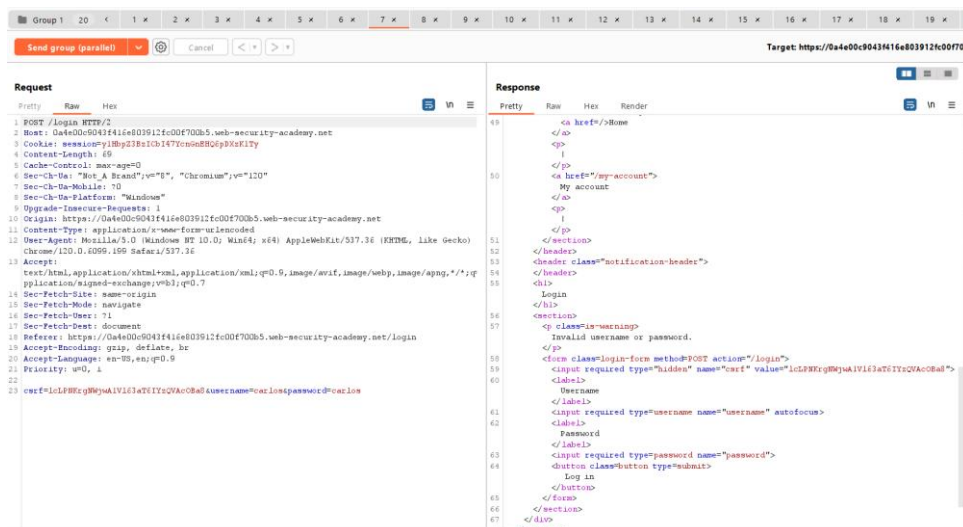 Group 1 20 < 1 × 2 × 3 × 4 × 5 × 6 × 7 × 8 × 9 × 10 × 11 × 12 × 13 × 14 × 15 × 16 × 17 × 18 × 19 ×
Send group (parallel) Cancel < > Target: https://0a4e00c9043f416e803912fc00f70
Request
Pretty Raw Hex \n
1 POST /login HTTP/2
2 Host: 0a4e00c9043f416e803912fc00f700b5.web-security-academy.net
3 Cookie:
4 Content-Length: 69
5 Cache-Control: max-age=0
6 Sec-Ch-Ua: "Not_A Brand";v="8", "Chromium";v="120"
7 Sec-Ch-Ua-Mobile: ?0
8 Sec-Ch-Ua-Platform: "Windows"
9 Upgrade-Insecure-Requests: 1
10 Origin: https://0a4e00c9043f416e803912fc00f700b5.web-security-academy.net
11 Content-Type: application/x-www-form-urlencoded
12 User-Agent: Mozilla/5.0 (Windows NT 10.0; Win64; x64) AppleWebKit/537.36 (KHTML, like Gecko)
Chrome/120.0.6099.199 Safari/537.36
13 Accept:
text/html,application/xhtml+xml,application/xml;q=0.9,image/avif,image/webp,image/apng,*/*;q
pplication/signed-exchange;v=b3;q=0.7
14 Sec-Fetch-Site: same-origin
15 Sec-Fetch-Mode: navigate
16 Sec-Fetch-User: ?1
17 Sec-Fetch-Dest: document
18 Referer: https://0a4e00c9043f416e803912fc00f700b5.web-security-academy.net/login
19 Accept-Encoding: gzip, deflate, br
20 Accept-Language: en-US,en;q=0.9
21 Priority: u=0, i
22
23 &username=carlos&password=carlos
Response
Pretty Raw Hex Render \n
49 <a href=/>Home
</a>
<p>
|
</p>
50 <a href="/my-account">
My account
</a>
<p>
|
</p>
51 </section>
52 </header>
53 <header class="notification-header">
54 </header>
55 <h1>
Login
</h1>
56 <section>
57 <p class=is-warning>
Invalid username or password.
</p>
58 <form class=login-form method=POST action="/login">
59 <input required type="hidden" name="csrf"
60 <label>
Username
</label>
61 <input required type=username name="username" autofocus>
62 <label>
Password
</label>
63 <input required type=password name="password">
64 <button class=button type=submit>
Log in
</button>
65 </form>
66 </section>
67 </div>